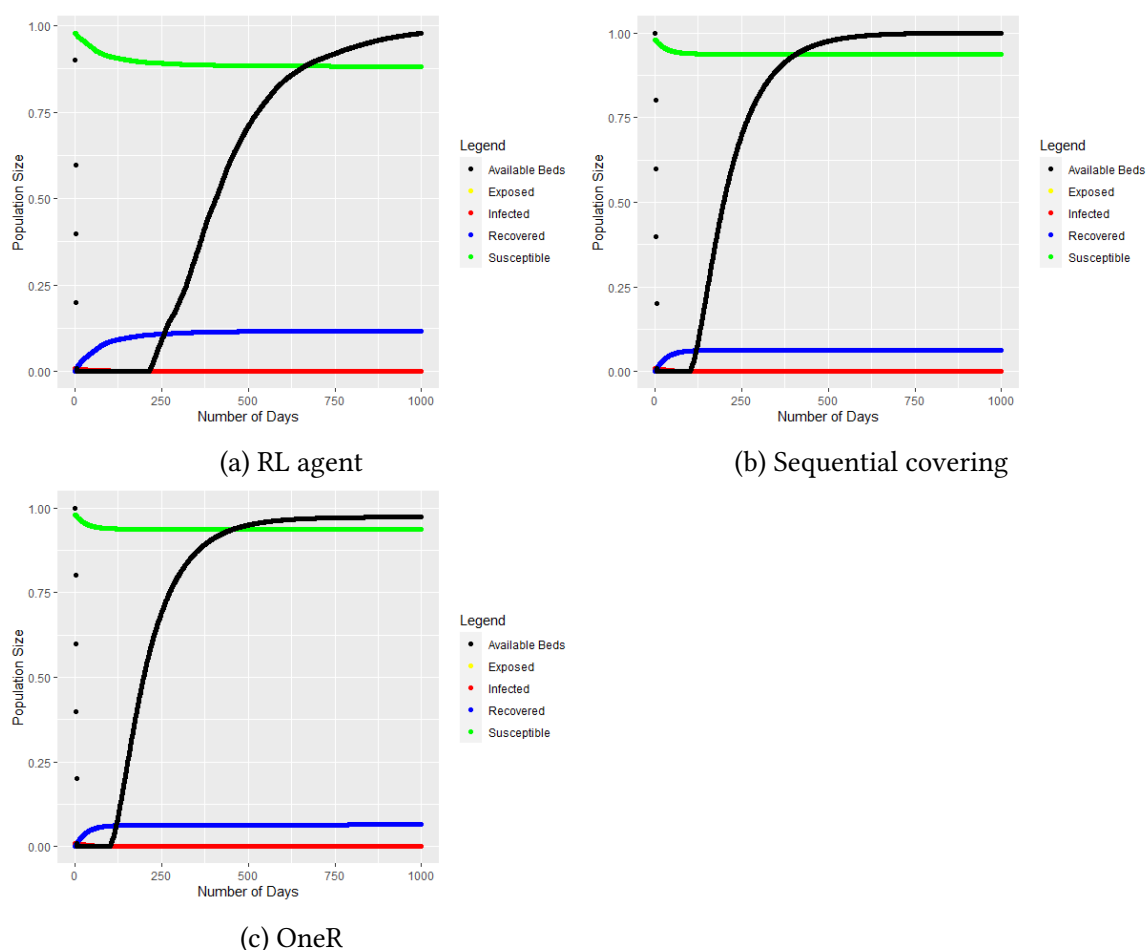 1.00
0.75
0.50
0.25
0.00
Population Size
0
250
500
750
1000
Number of Days
Legend
Available Beds
Exposed
Infected
Recovered
Susceptible
(a) RL agent
1.00
0.75
0.50
0.25
0.00
Population Size
0
250
500
750
1000
Number of Days
Legend
Available Beds
Exposed
Infected
Recovered
Susceptible
(b) Sequential covering
1.00
0.75
0.50
0.25
0.00
Population Size
0
250
500
750
1000
Number of Days
Legend
Available Beds
Exposed
Infected
Recovered
Susceptible
(c) OneR